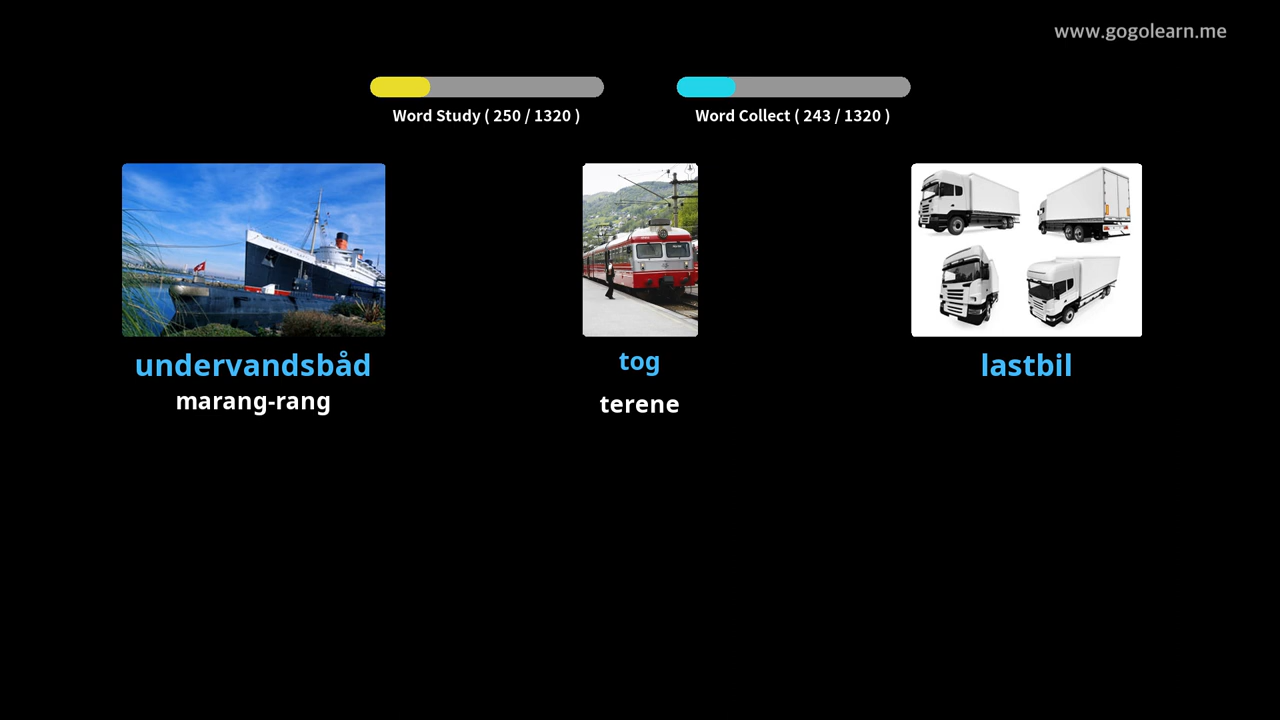 www.gogolearn.me
Word Study ( 250 / 1320 )
Word Collect ( 243 / 1320 )
undervandsbåd
marang-rang
tog
terene
lastbil